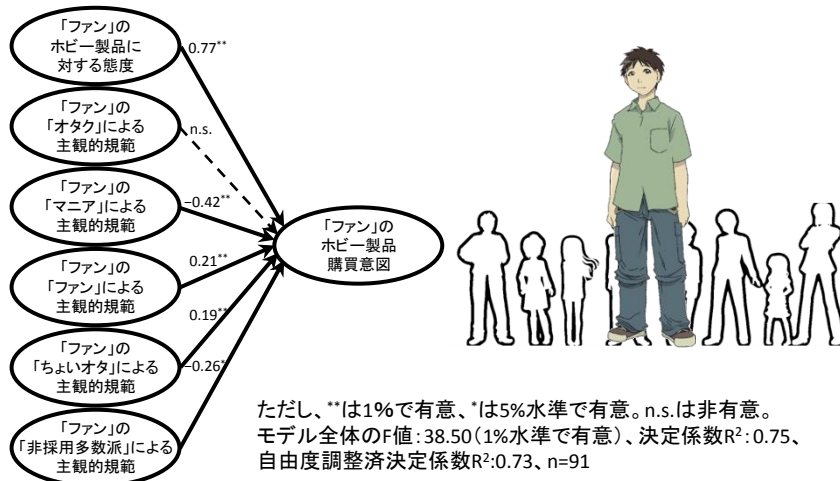 「ファン」の
ホビー製品に
対する態度
0.77**
「ファン」の
「オタク」による
主観的規範
n.s.
「ファン」の
「マニア」による
主観的規範
−0.42**
「ファン」の
ホビー製品
購買意図
「ファン」の
「ファン」による
主観的規範
0.21**
「ファン」の
「ちょいオタ」による
主観的規範
0.19**
「ファン」の
「非採用多数派」による
主観的規範
−0.26*
ただし、**は1%で有意、*は5%水準で有意。n.s.は非有意。
モデル全体のF値:38.50(1%水準で有意)、決定係数R²:0.75、
自由度調整済決定係数R²:0.73、n=91